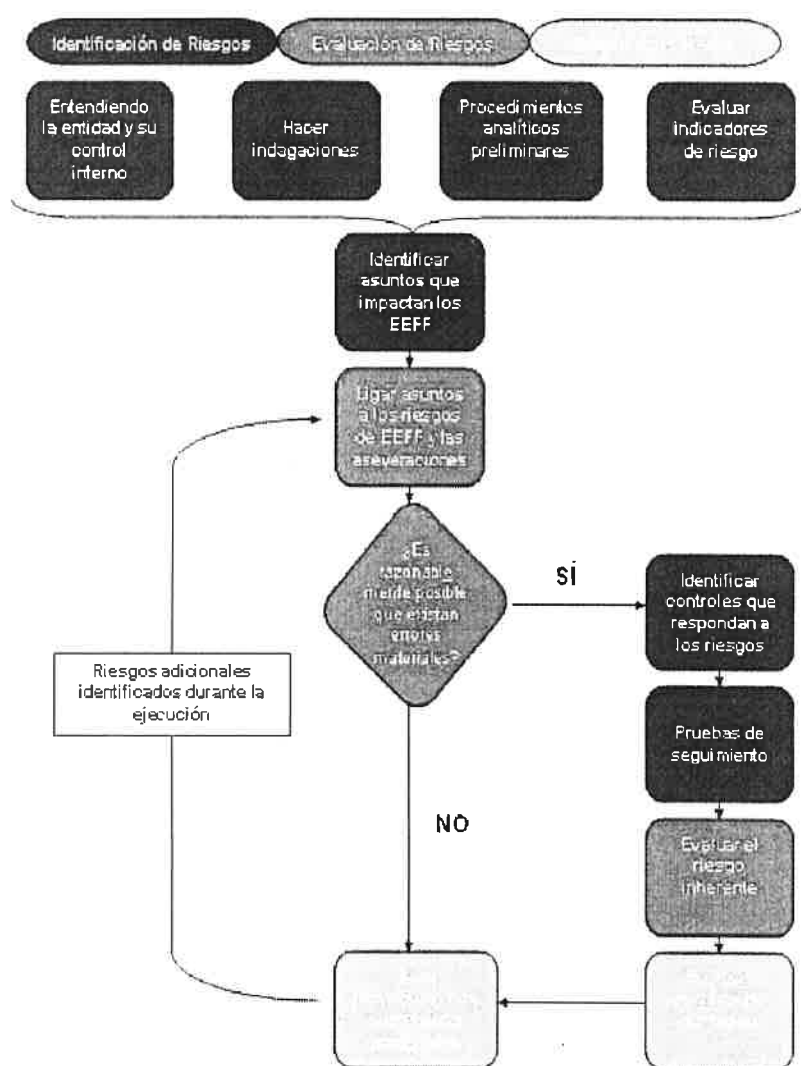 Identificación de Riesgos
Evaluación de Riesgos
Entendiendo
la entidad y su
control
interno
Hacer
indagaciones
Procedimientos
analíticos
preliminares
Evaluar
indicadores
de riesgo
Identificar
asuntos que
impactan los
EEFF
Ligar asuntos
a los riesgos
de EEFF y las
aseveraciones
¿Es
razonable
mente posible
que existan
errores
materiales?
SÍ
Identificar
controles que
respondan a
los riesgos
Riesgos adicionales
identificados durante la
ejecución
Pruebas de
seguimiento
NO
Evaluar el
riesgo
inherente